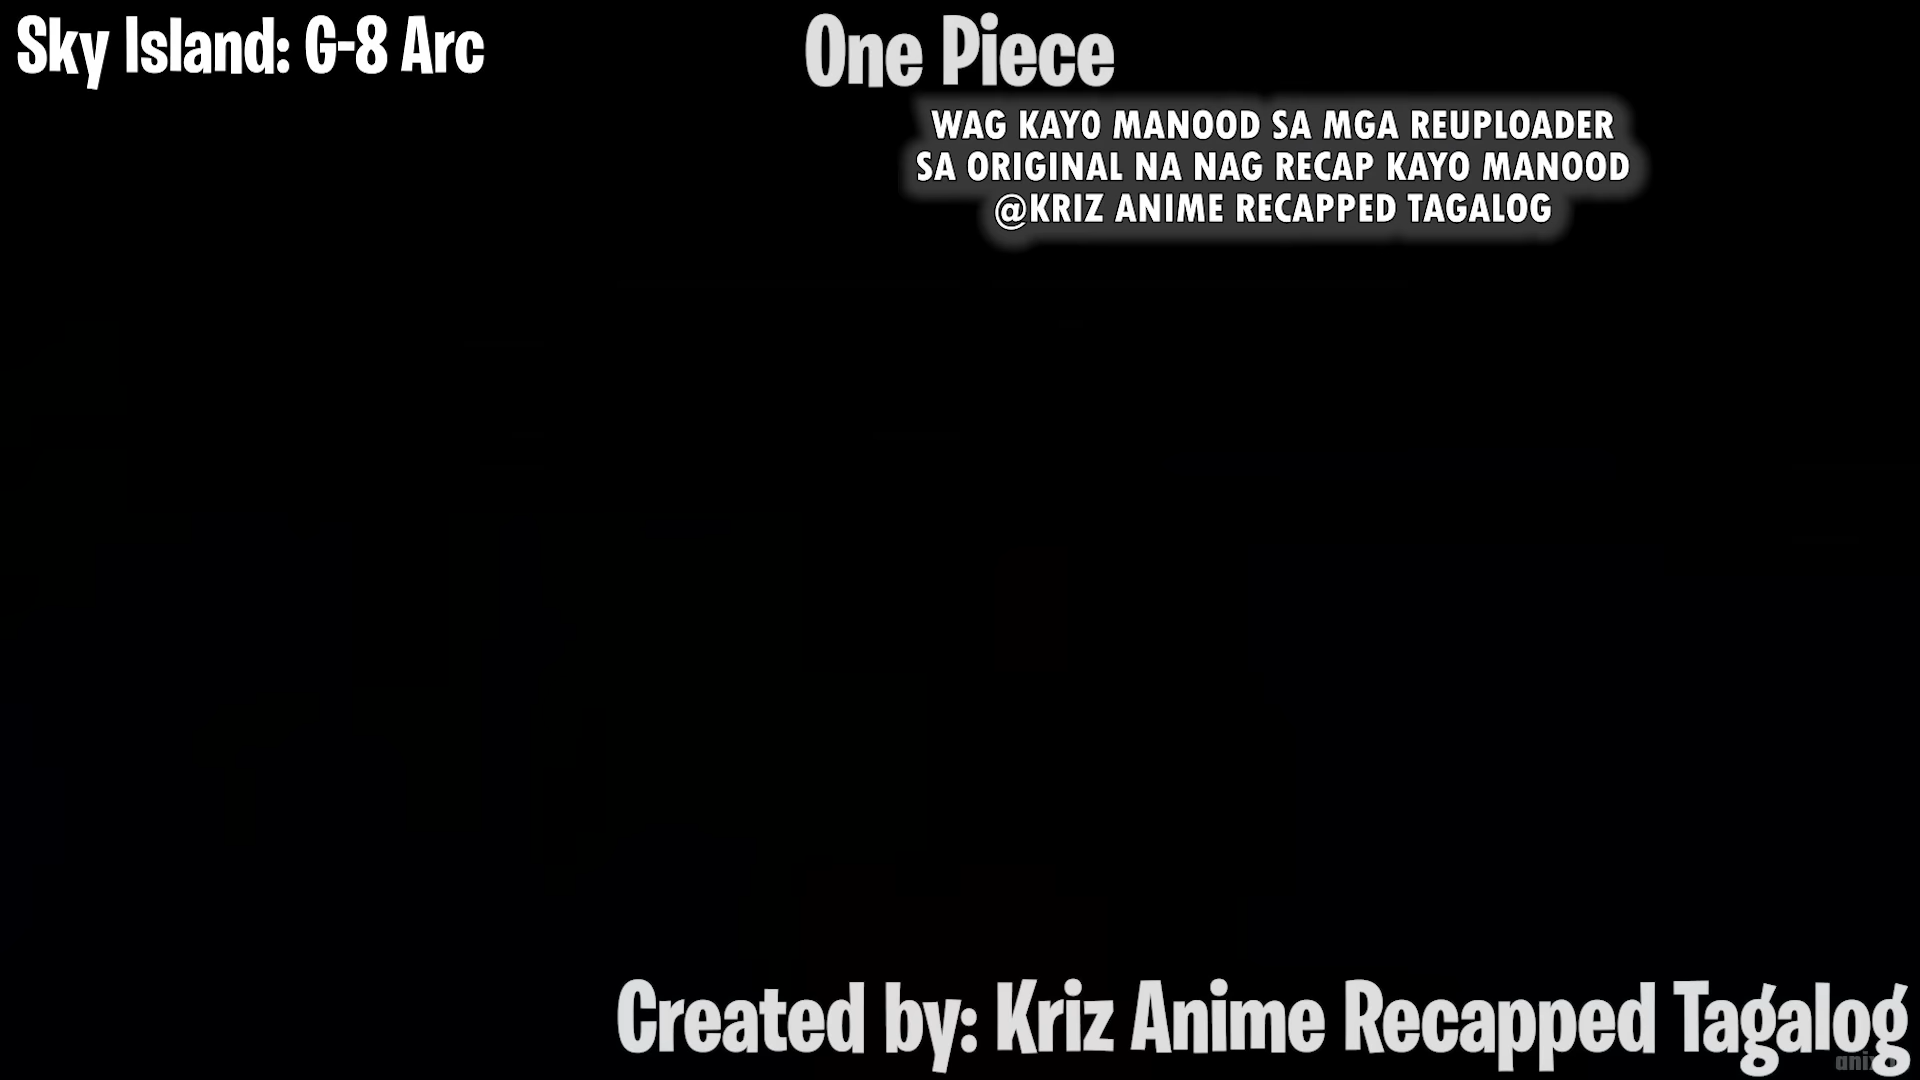 Sky Island: G-8 Arc
One Piece
WAG KAYO MANOOD SA MGA REUPLOADER
SA ORIGINAL NA NAG RECAP KAYO MANOOD
@KRIZ ANIME RECAPPED TAGALOG
Created by: Kriz Anime Recapped Tagalog